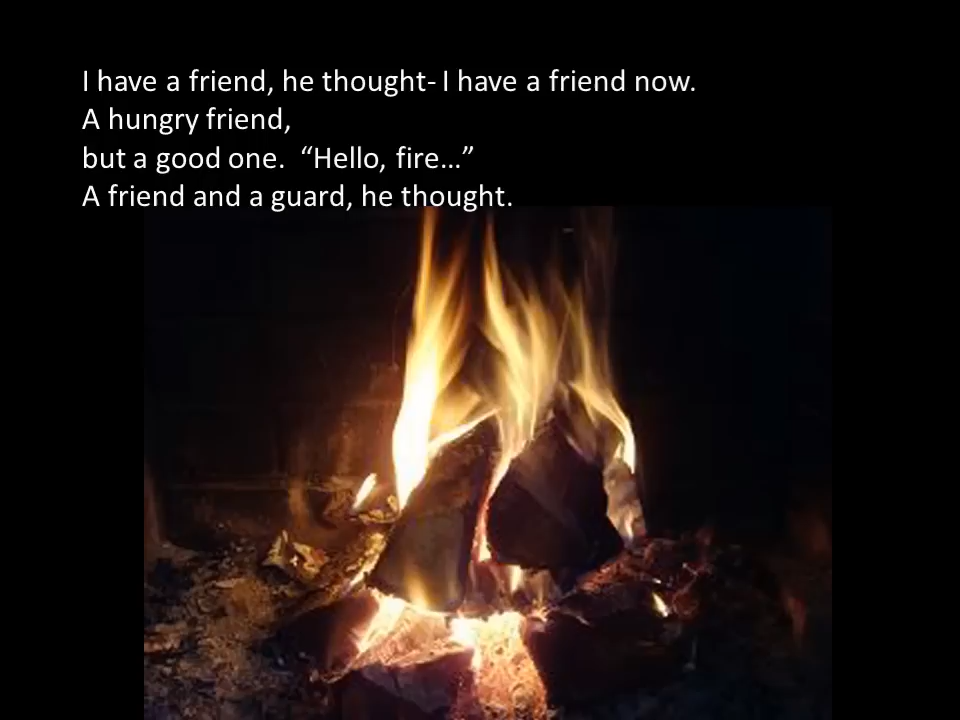 I have a friend, he thought- I have a friend now.
A hungry friend,
but a good one.  “Hello, fire…”
A friend and a guard, he thought.